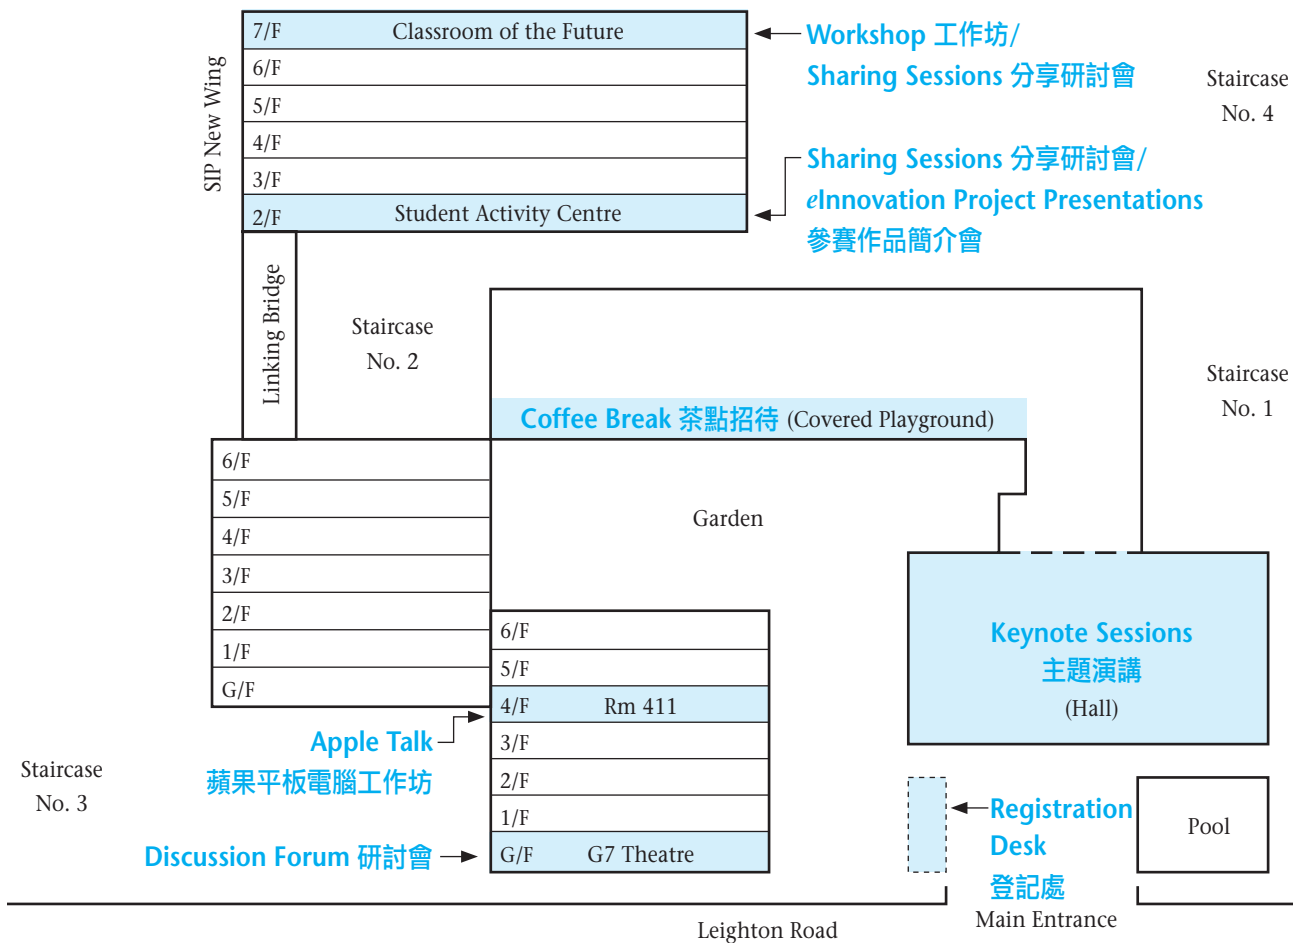 7/F Classroom of the Future
6/F
5/F
4/F
3/F
2/F Student Activity Centre
SIP New Wing
Workshop 工作坊/
Sharing Sessions 分享研討會
Staircase
No. 4
Sharing Sessions 分享研討會/
eInnovation Project Presentations
參賽作品簡介會
Linking Bridge
Staircase
No. 2
Staircase
No. 1
Coffee Break 茶點招待 (Covered Playground)
6/F
5/F
4/F
3/F
2/F
1/F
G/F
Garden
Keynote Sessions
主題演講
(Hall)
6/F
5/F
4/F Rm 411
3/F
2/F
1/F
G/F G7 Theatre
Apple Talk
蘋果平板電腦工作坊
Staircase
No. 3
Discussion Forum 研討會
Registration
Desk
登記處
Pool
Main Entrance
Leighton Road